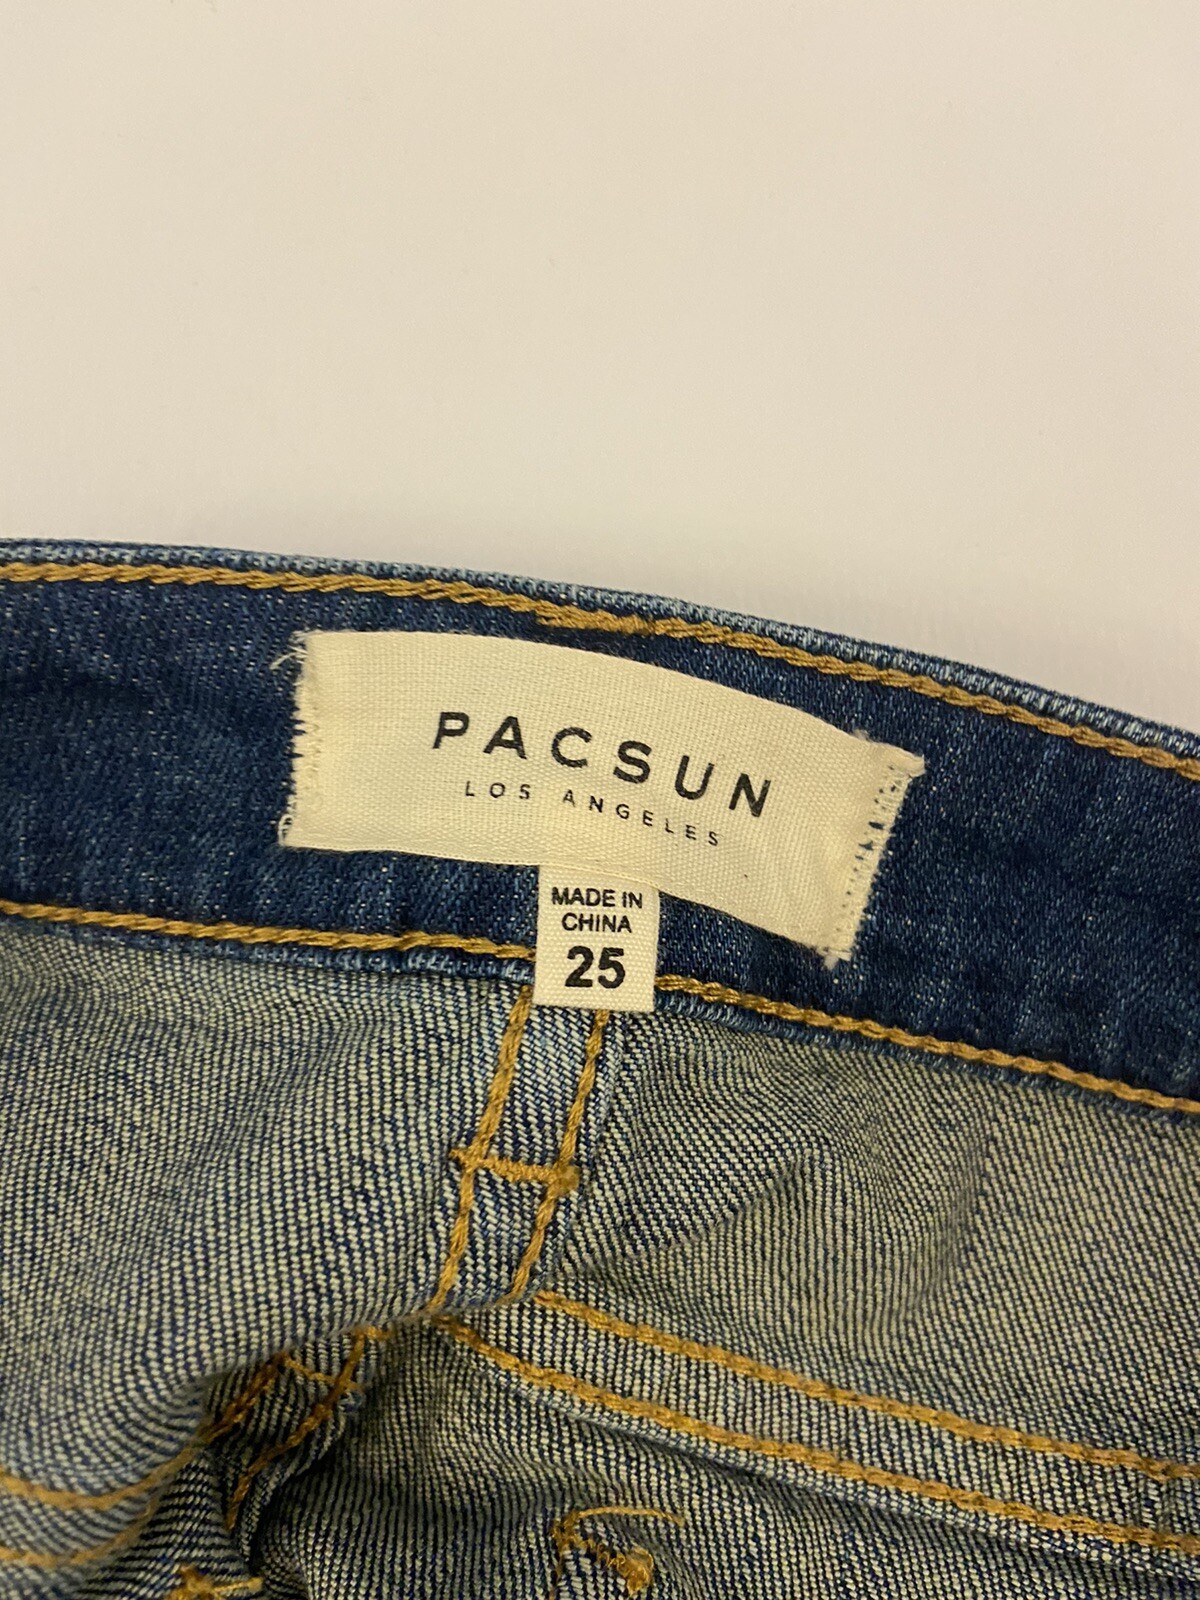 PACSUN
LOS ANGELES
MADE IN
CHINA
25